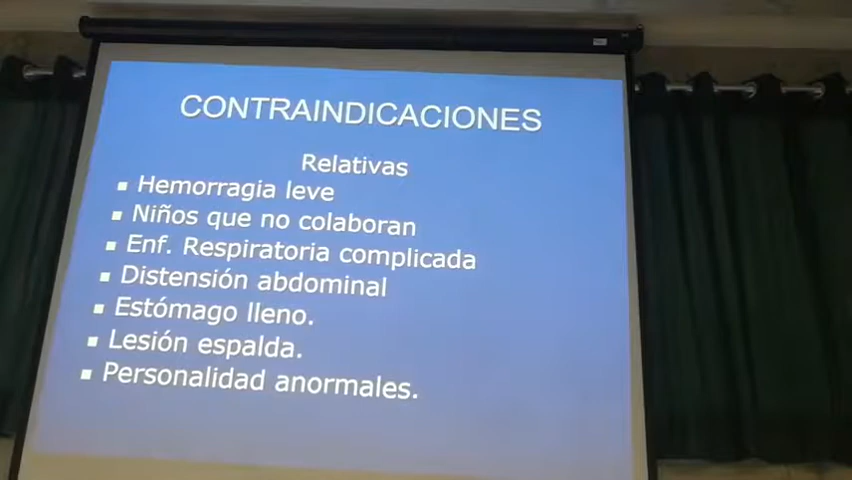 CONTRAINDICACIONES
Relativas
▪ Hemorragia leve
▪ Niños que no colaboran
▪ Enf. Respiratoria complicada
▪ Distensión abdominal
▪ Estómago lleno.
▪ Lesión espalda.
▪ Personalidad anormales.